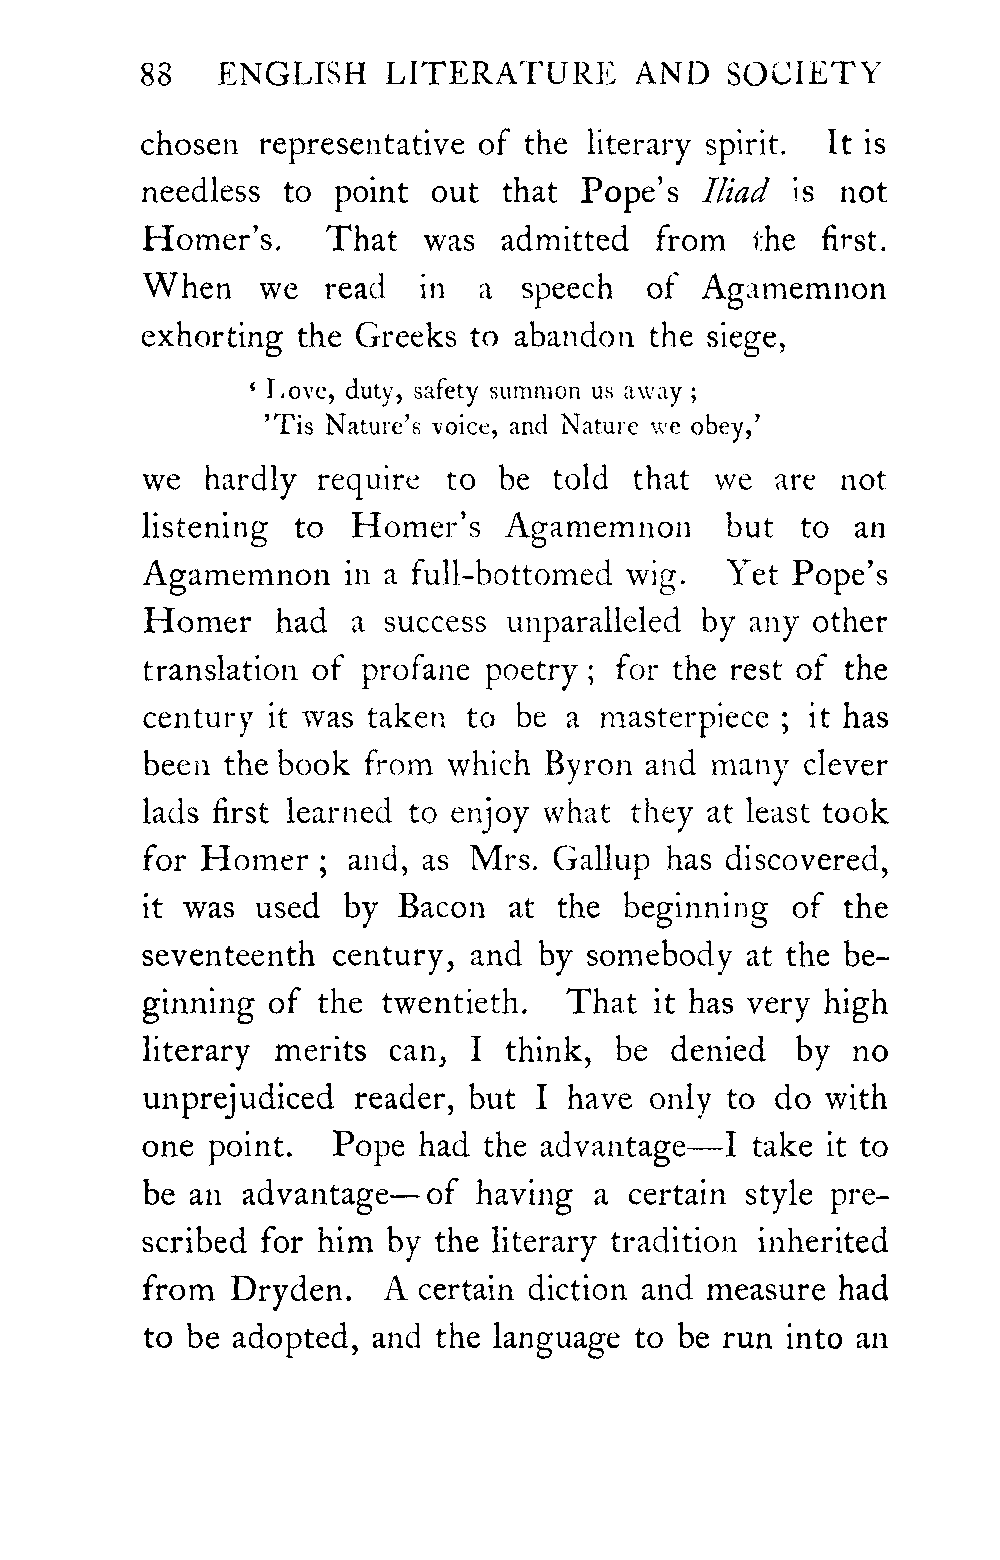 88 ENGLISH LITERATURE AND SOCIETY
chosen representative of the literary spirit. It is
needless to point out that Pope's Iliad is not
Homer's. That was admitted from the first.
When we read in a speech of Agamemnon
exhorting the Greeks to abandon the siege,
‘ Love, duty, safety summon us away ;
’Tis Nature's voice, and Nature we obey,’
we hardly require to be told that we are not
listening to Homer's Agamemnon but to an
Agamemnon in a full-bottomed wig. Yet Pope's
Homer had a success unparalleled by any other
translation of profane poetry ; for the rest of the
century it was taken to be a masterpiece ; it has
been the book from which Byron and many clever
lads first learned to enjoy what they at least took
for Homer ; and, as Mrs. Gallup has discovered,
it was used by Bacon at the beginning of the
seventeenth century, and by somebody at the be-
ginning of the twentieth. That it has very high
literary merits can, I think, be denied by no
unprejudiced reader, but I have only to do with
one point. Pope had the advantage—I take it to
be an advantage—of having a certain style pre-
scribed for him by the literary tradition inherited
from Dryden. A certain diction and measure had
to be adopted, and the language to be run into an